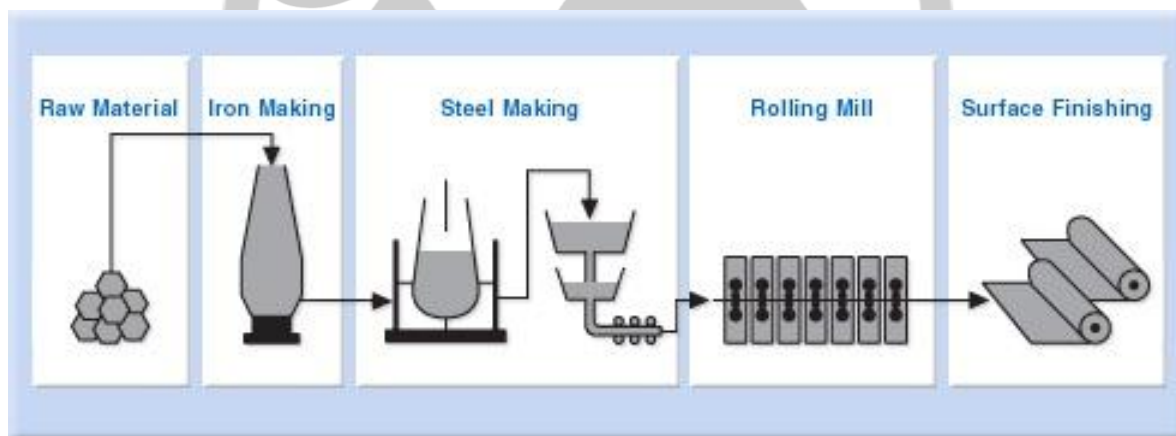 Raw Material
Iron Making
Steel Making
Rolling Mill
Surface Finishing